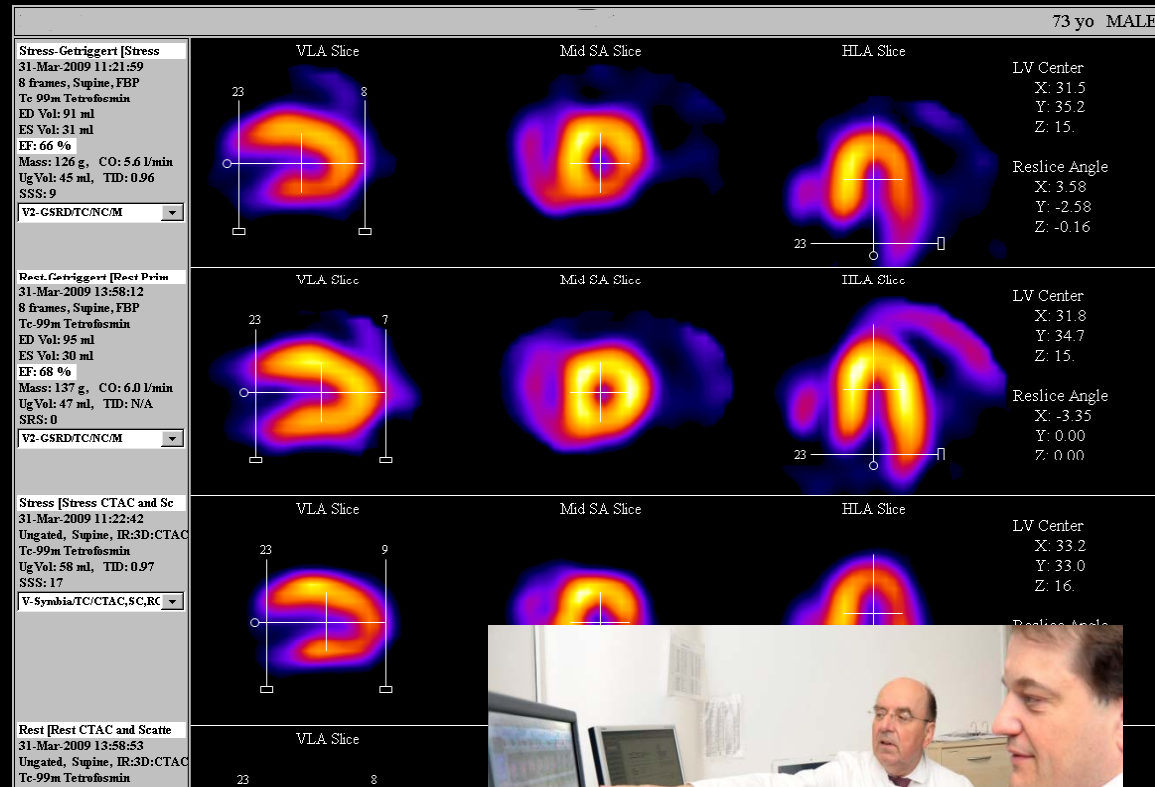 73 yo MALE
Stress-Getriggert [Stress
31-Mar-2009 11:21:59
8 frames, Supine, FBP
Tc 99m Tetrofosmin
ED Vol: 91 ml
ES Vol: 31 ml
EF: 66 %
Mass: 126 g, CO: 5.6 l/min
UgVol: 45 ml, TID: 0.96
SSS: 9
V2-GSRD/TC/NC/M
VLA Slice
Mid SA Slice
HLA Slice
23
8
23
LV Center
X: 31.5
Y: 35.2
Z: 15.
Reslice Angle
X: 3.58
Y: -2.58
Z: -0.16
Rest-Getriggert [Rest Prim
31-Mar-2009 13:58:12
8 frames, Supine, FBP
Tc-99m Tetrofosmin
ED Vol: 95 ml
ES Vol: 30 ml
EF: 68 %
Mass: 137 g, CO: 6.0 l/min
UgVol: 47 ml, TID: N/A
SRS: 0
V2-GSRD/TC/NC/M
VLA Slice
Mid SA Slice
HLA Slice
23
7
23
LV Center
X: 31.8
Y: 34.7
Z: 15.
Reslice Angle
X: -3.35
Y: 0.00
Z: 0.00
Stress [Stress CTAC and Sc
31-Mar-2009 11:22:42
Ungated, Supine, IR:3D:CTAC
Tc-99m Tetrofosmin
UgVol: 58 ml, TID: 0.97
SSS: 17
V-Symbia/TC/CTAC,SC,RC
VLA Slice
Mid SA Slice
HLA Slice
23
9
LV Center
X: 33.2
Y: 33.0
Z: 16.
Reslice Angle
Rest [Rest CTAC and Scatte
31-Mar-2009 13:58:53
Ungated, Supine, IR:3D:CTAC
Tc-99m Tetrofosmin
VLA Slice
23
8